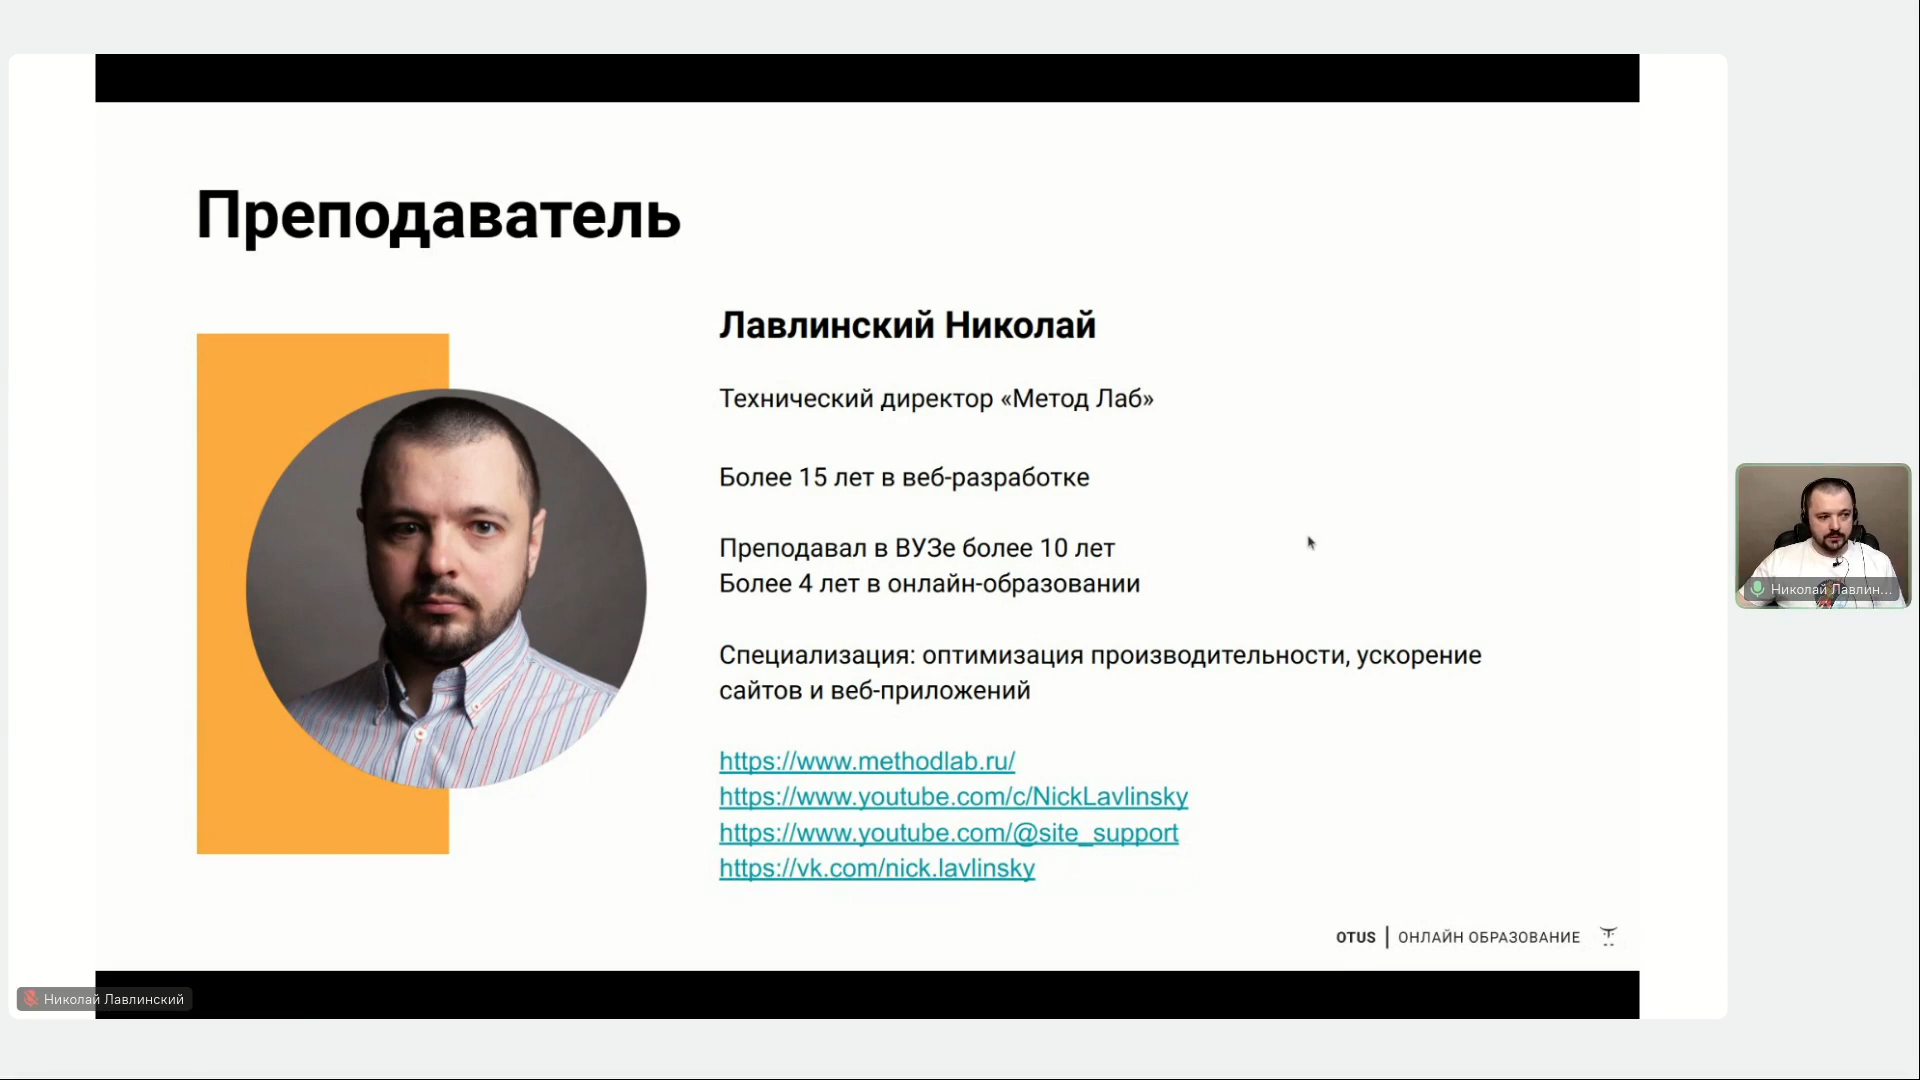 Преподаватель
Лавлинский Николай
Технический директор «Метод Лаб»
Более 15 лет в веб-разработке
Преподавал в ВУЗе более 10 лет
Более 4 лет в онлайн-образовании
Специализация: оптимизация производительности, ускорение
сайтов и веб-приложений
https://www.methodlab.ru/
https://www.youtube.com/c/NickLavlinsky
https://www.youtube.com/@site_support
https://vk.com/nick.lavlinsky
OTUS | ОНЛАЙН ОБРАЗОВАНИЕ
Николай Лавлинский
Николай Лавлин...